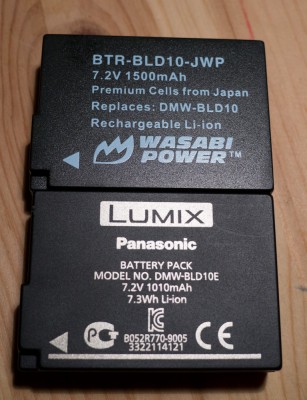 BTR-BLD10-JWP
7.2V 1500mAh
Premium Cells from Japan
Replaces: DMW-BLD10
Rechargeable Li-ion
WASABI
POWER™
LUMIX
Panasonic
BATTERY PACK
MODEL NO. DMW-BLD10E
7.2V 1010mAh
7.3Wh Li-ion
B052R770-9005
3322114121